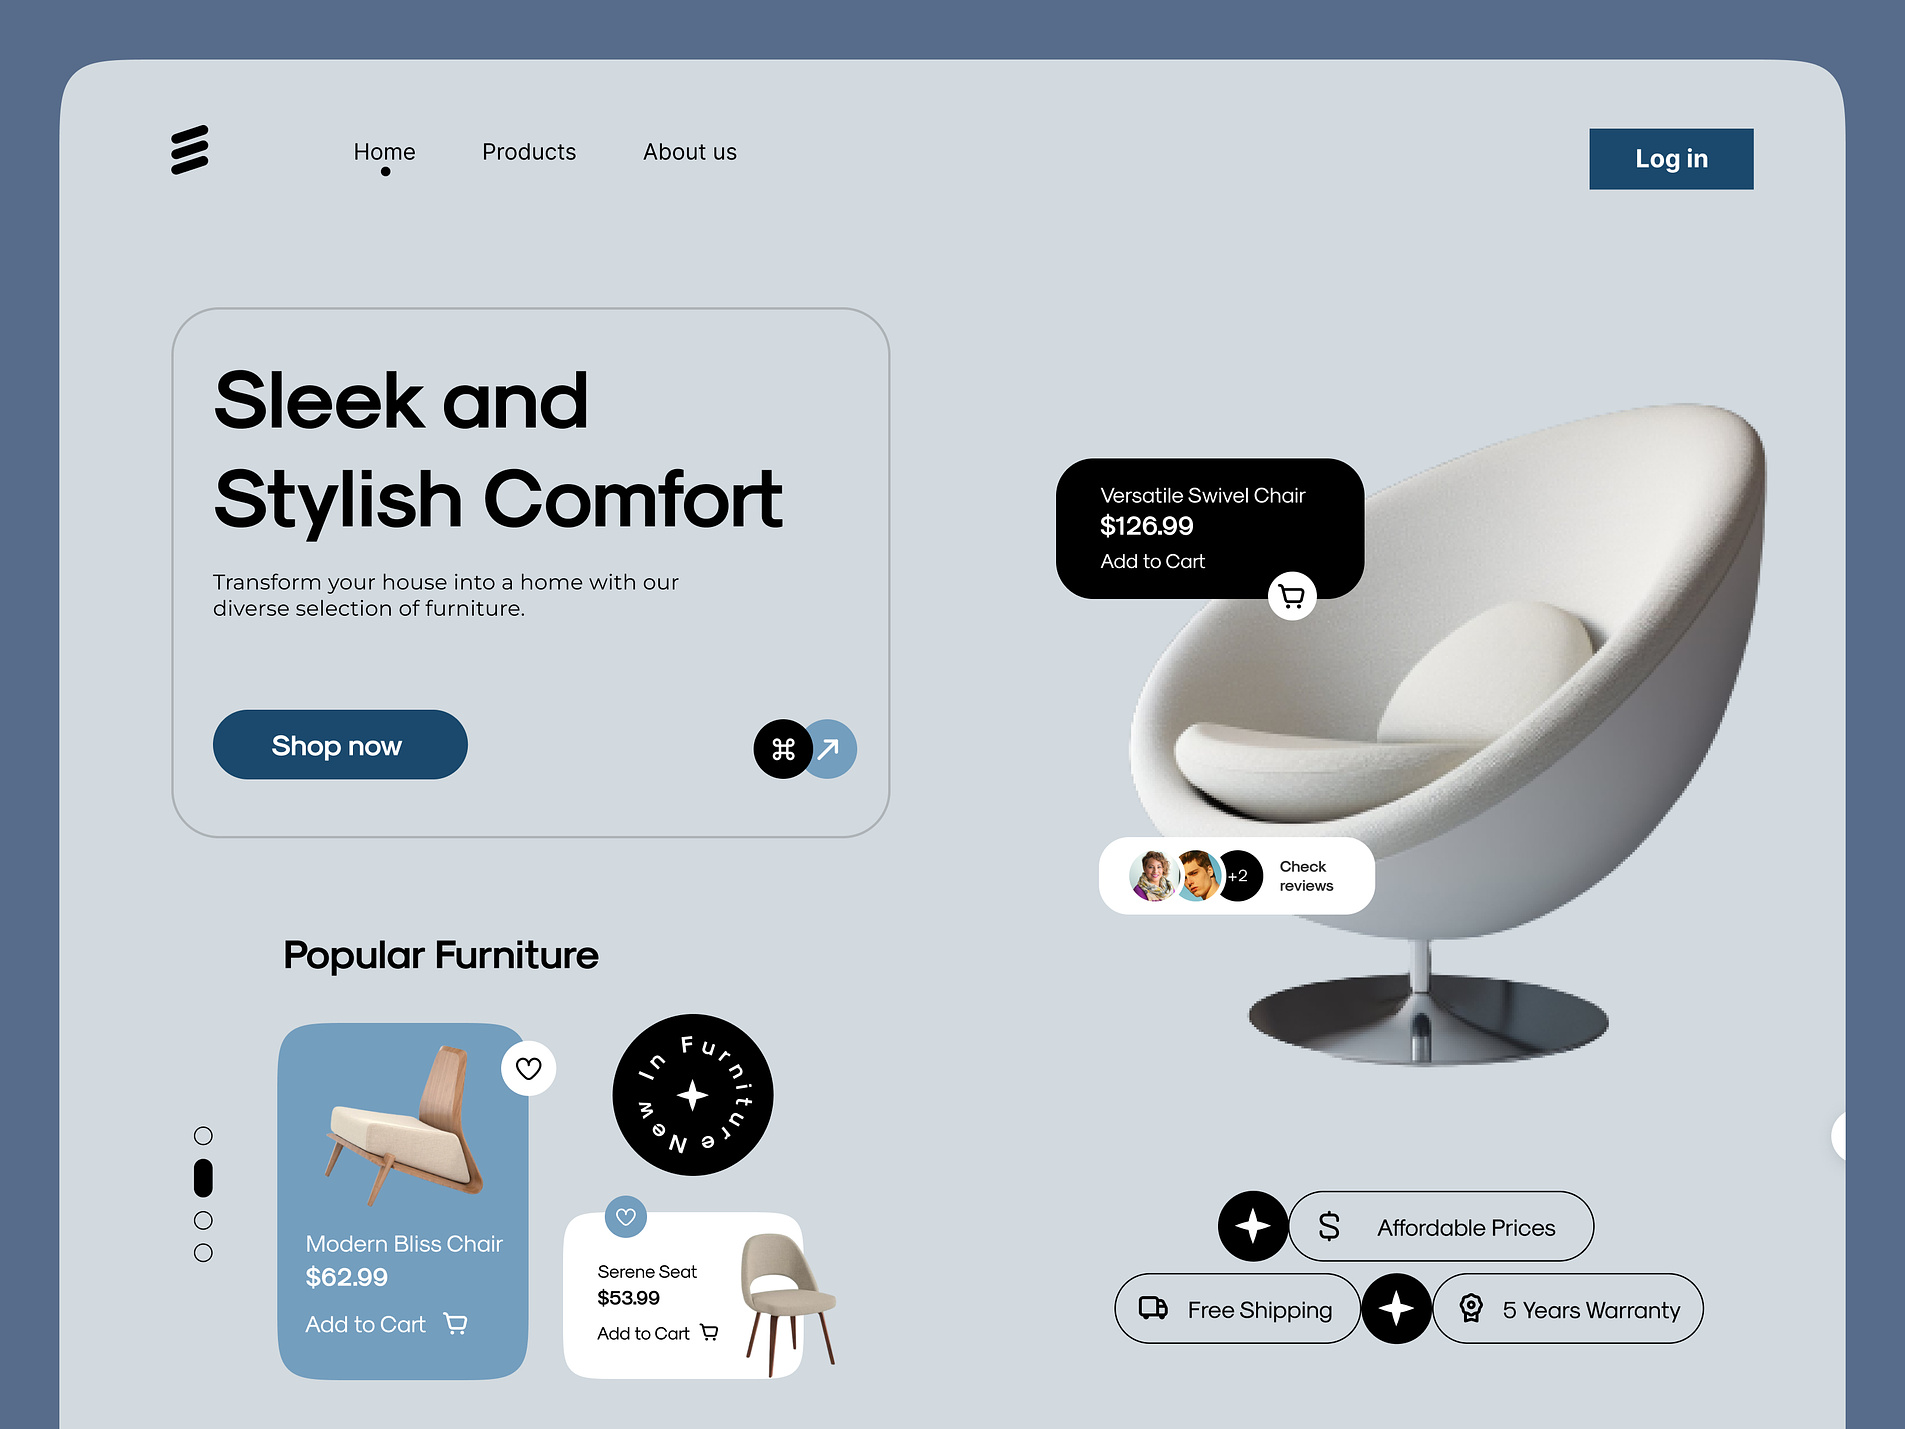 Home
Products
About us
Log in
Sleek and
Stylish Comfort
Transform your house into a home with our
diverse selection of furniture.
Shop now
Versatile Swivel Chair
$126.99
Add to Cart
+2
Check
reviews
Popular Furniture
Modern Bliss Chair
$62.99
Add to Cart
New In Furniture
Serene Seat
$53.99
Add to Cart
Affordable Prices
Free Shipping
5 Years Warranty